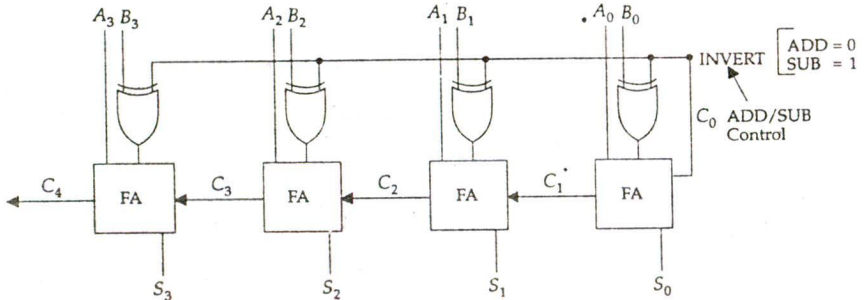 A3 B3 A2 B2 A1 B1 A0 B0
INVERT
ADD = 0
SUB = 1
C0 ADD/SUB
Control
C4 FA C3 FA C2 FA C1 FA
S3 S2 S1 S0